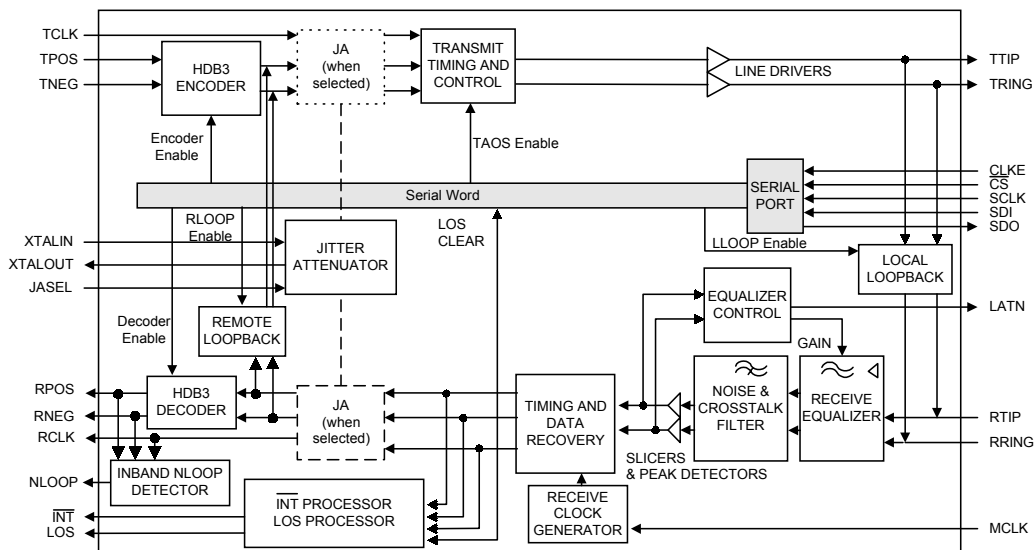 TCLK
TPOS
TNEG
HDB3
ENCODER
JA
(when
selected)
TRANSMIT
TIMING AND
CONTROL
LINE DRIVERS
TTIP
TRING
Encoder
Enable
TAOS Enable
Serial Word
SERIAL
PORT
CLKE
CS
SCLK
SDI
SDO
RLOOP
Enable
LOS
CLEAR
LLOOP Enable
XTALIN
XTALOUT
JASEL
JITTER
ATTENUATOR
LOCAL
LOOPBACK
Decoder
Enable
REMOTE
LOOPBACK
EQUALIZER
CONTROL
LATN
GAIN
RPOS
RNEG
RCLK
HDB3
DECODER
JA
(when
selected)
TIMING AND
DATA
RECOVERY
NOISE &
CROSSTALK
FILTER
RECEIVE
EQUALIZER
RTIP
RRING
SLICERS
& PEAK DETECTORS
NLOOP
INBAND NLOOP
DETECTOR
INT
LOS
INT PROCESSOR
LOS PROCESSOR
RECEIVE
CLOCK
GENERATOR
MCLK